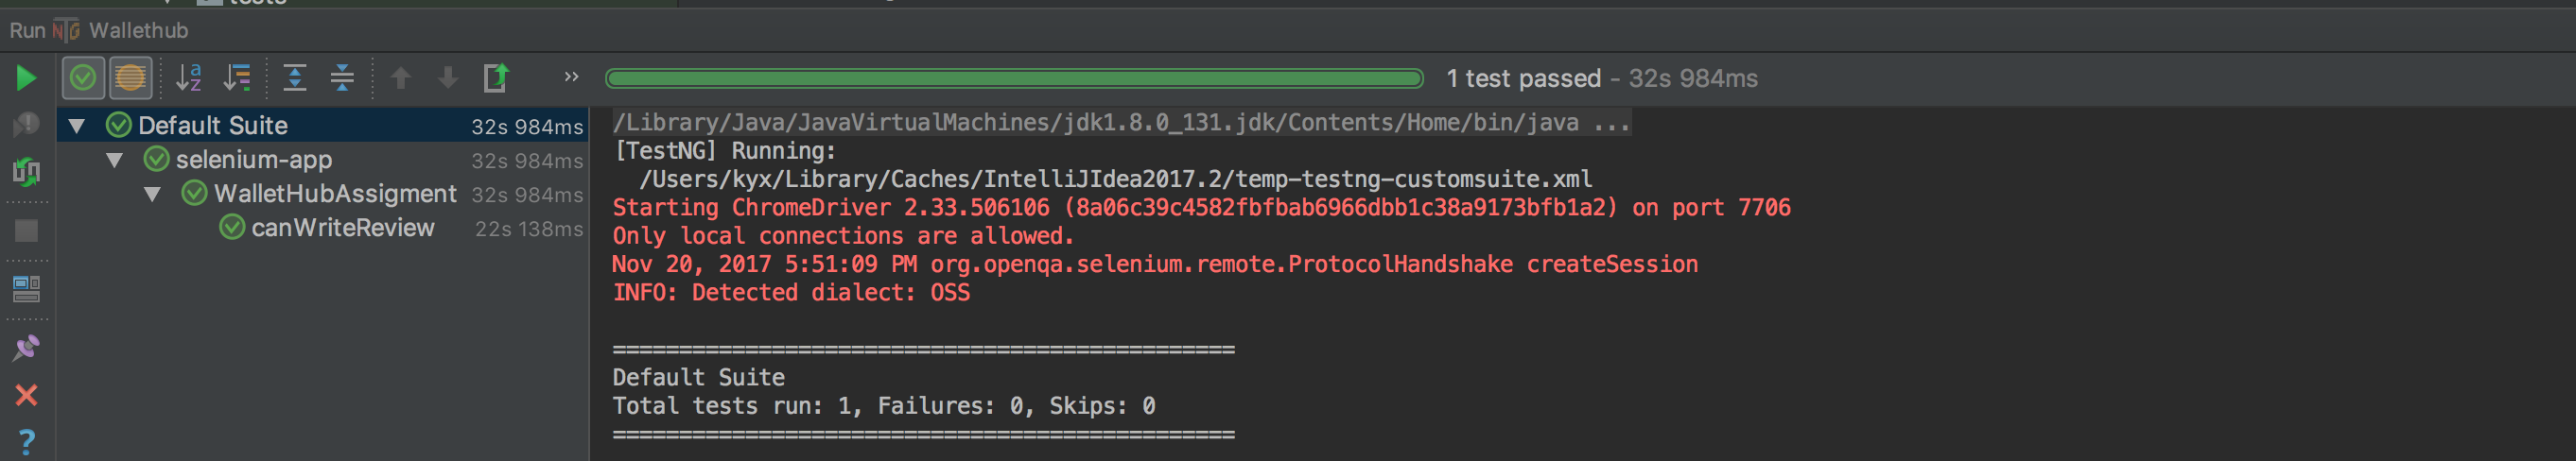 tests
Run NTG Wallethub
1 test passed - 32s 984ms
Default Suite 32s 984ms
selenium-app 32s 984ms
WalletHubAssigment 32s 984ms
canWriteReview 22s 138ms
/Library/Java/JavaVirtualMachines/jdk1.8.0_131.jdk/Contents/Home/bin/java ...
[TestNG] Running:
/Users/kyx/Library/Caches/IntelliJIdea2017.2/temp-testng-customsuite.xml
Starting ChromeDriver 2.33.506106 (8a06c39c4582fbfbab6966dbb1c38a9173bfb1a2) on port 7706
Only local connections are allowed.
Nov 20, 2017 5:51:09 PM org.openqa.selenium.remote.ProtocolHandshake createSession
INFO: Detected dialect: OSS
===============================================
Default Suite
Total tests run: 1, Failures: 0, Skips: 0
===============================================